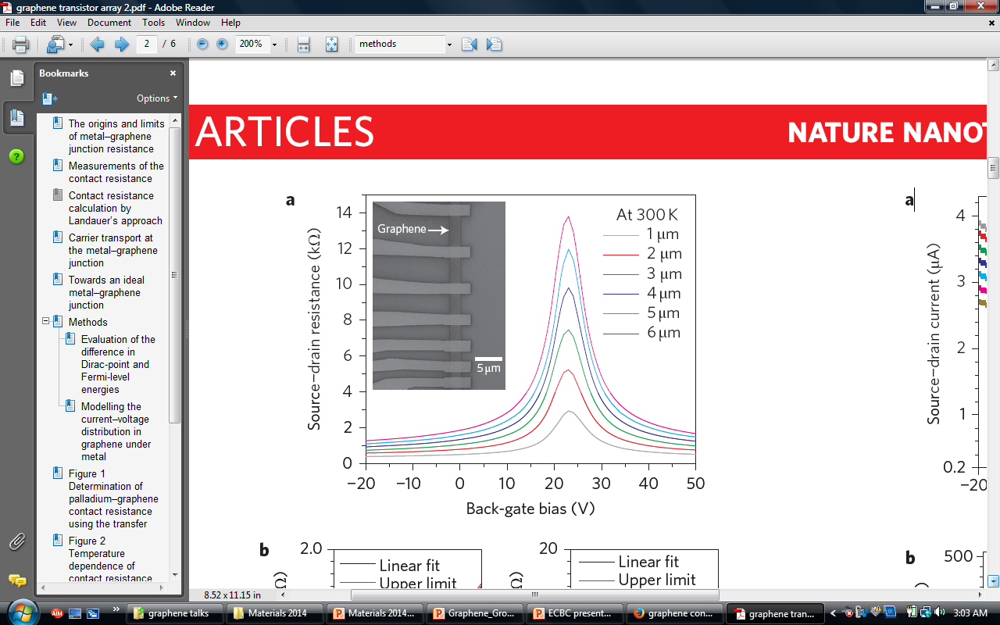 graphene transistor array 2.pdf - Adobe Reader
File Edit View Document Tools Window Help
2 / 6 200% methods
Bookmarks
Options
The origins and limits
of metal–graphene
junction resistance
Measurements of the
contact resistance
Contact resistance
calculation by
Landauer's approach
Carrier transport at
the metal–graphene
junction
Towards an ideal
metal–graphene
junction
Methods
Evaluation of the
difference in
Dirac-point and
Fermi-level
energies
Modelling the
current–voltage
distribution in
graphene under
metal
Figure 1
Determination of
palladium–graphene
contact resistance
using the transfer
Figure 2
Temperature
dependence of
contact resistance
ARTICLES
NATURE NANOT
a
Source–drain resistance (kΩ)
14
12
10
8
6
4
2
0
Graphene
5 µm
At 300 K
1 µm
2 µm
3 µm
4 µm
5 µm
6 µm
−20 −10 0 10 20 30 40 50
Back-gate bias (V)
a
Source–drain current (µA)
4
3
2
1
0.2
−20
b
2.0
Ω)
Linear fit
Upper limit
20
Ω)
Linear fit
Upper limit
b
500
)
8.52 x 11.15 in
AIM
graphene talks
Materials 2014
Materials 2014...
Graphene_Gro...
ECBC present...
graphene con...
graphene tran...
3:03 AM